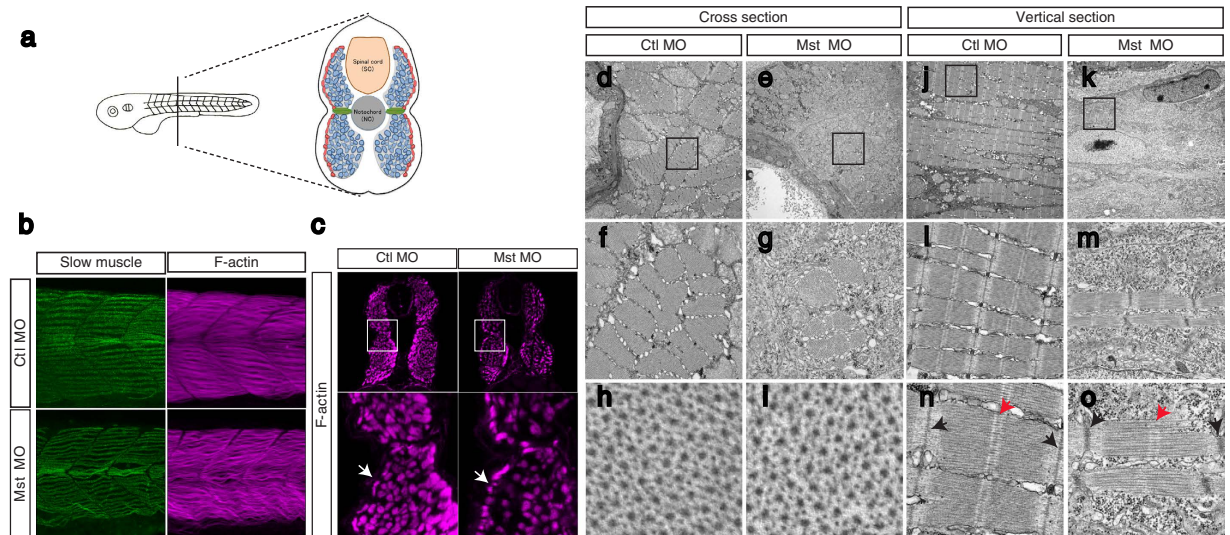 a
Spinal cord
(SC)
Notochord
(NC)
b
Slow muscle
F-actin
Ctl MO
Mst MO
c
Ctl MO
Mst MO
F-actin
Cross section
Vertical section
Ctl MO
Mst MO
Ctl MO
Mst MO
d
e
j
k
f
g
l
m
h
I
n
o